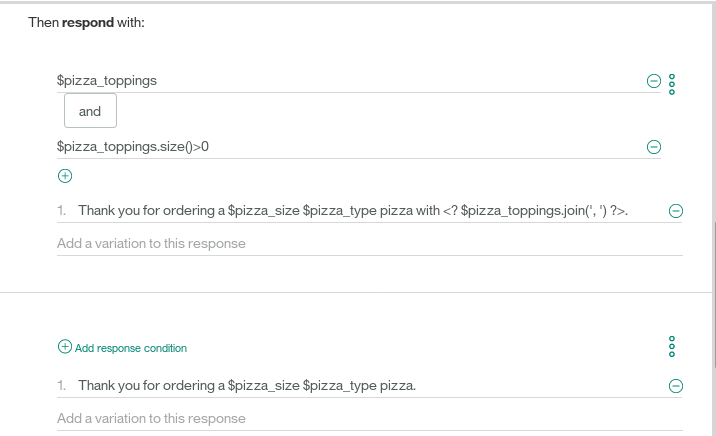 Then respond with:
$pizza_toppings
and
$pizza_toppings.size()>0
1. Thank you for ordering a $pizza_size $pizza_type pizza with <? $pizza_toppings.join(', ') ?>.
Add a variation to this response
Add response condition
1. Thank you for ordering a $pizza_size $pizza_type pizza.
Add a variation to this response